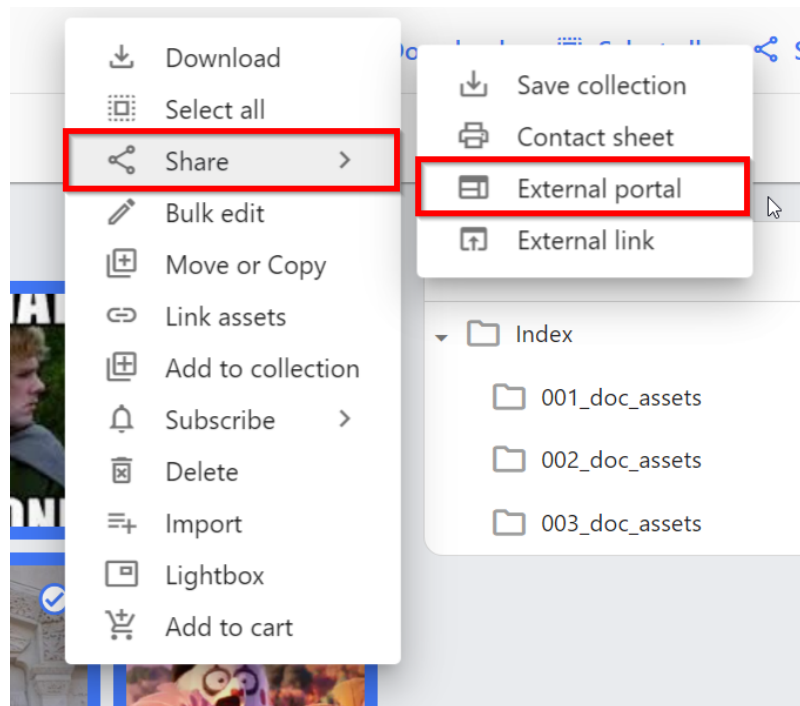 Download
Select all
Share
Bulk edit
Move or Copy
Link assets
Add to collection
Subscribe
Delete
Import
Lightbox
Add to cart
Save collection
Contact sheet
External portal
External link
Index
001_doc_assets
002_doc_assets
003_doc_assets